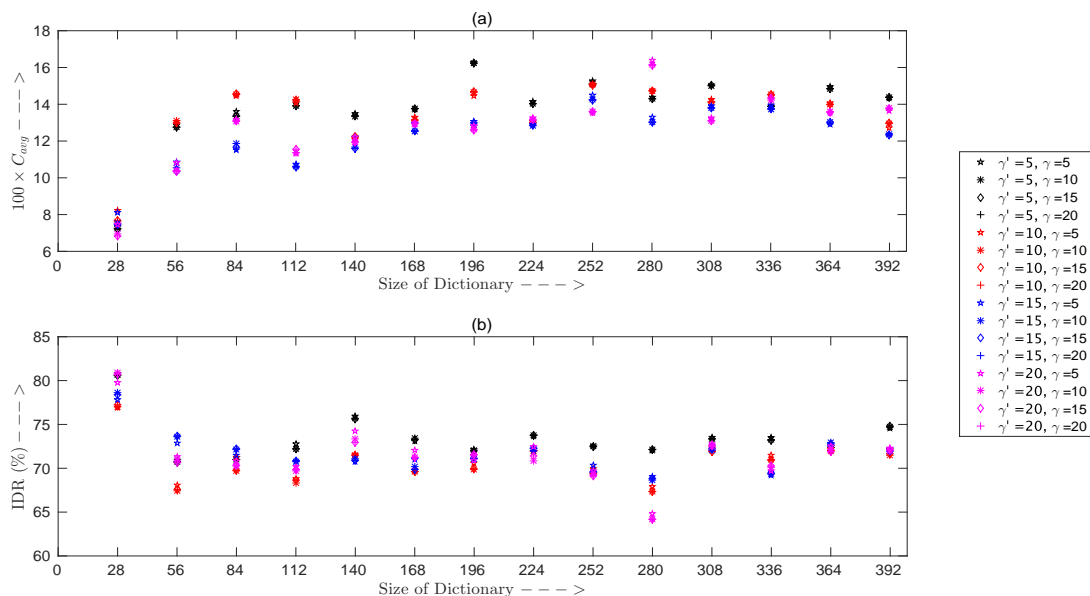 (a)
18
16
14
12
10
8
6
100 × C_avg − − − >
0 28 56 84 112 140 168 196 224 252 280 308 336 364 392
Size of Dictionary − − − >
(b)
85
80
75
70
65
60
IDR (%) − − − >
0 28 56 84 112 140 168 196 224 252 280 308 336 364 392
Size of Dictionary − − − >
γ' =5, γ=5
γ' =5, γ=10
γ' =5, γ=15
γ' =5, γ=20
γ' =10, γ=5
γ' =10, γ=10
γ' =10, γ=15
γ' =10, γ=20
γ' =15, γ=5
γ' =15, γ=10
γ' =15, γ=15
γ' =15, γ=20
γ' =20, γ=5
γ' =20, γ=10
γ' =20, γ=15
γ' =20, γ=20